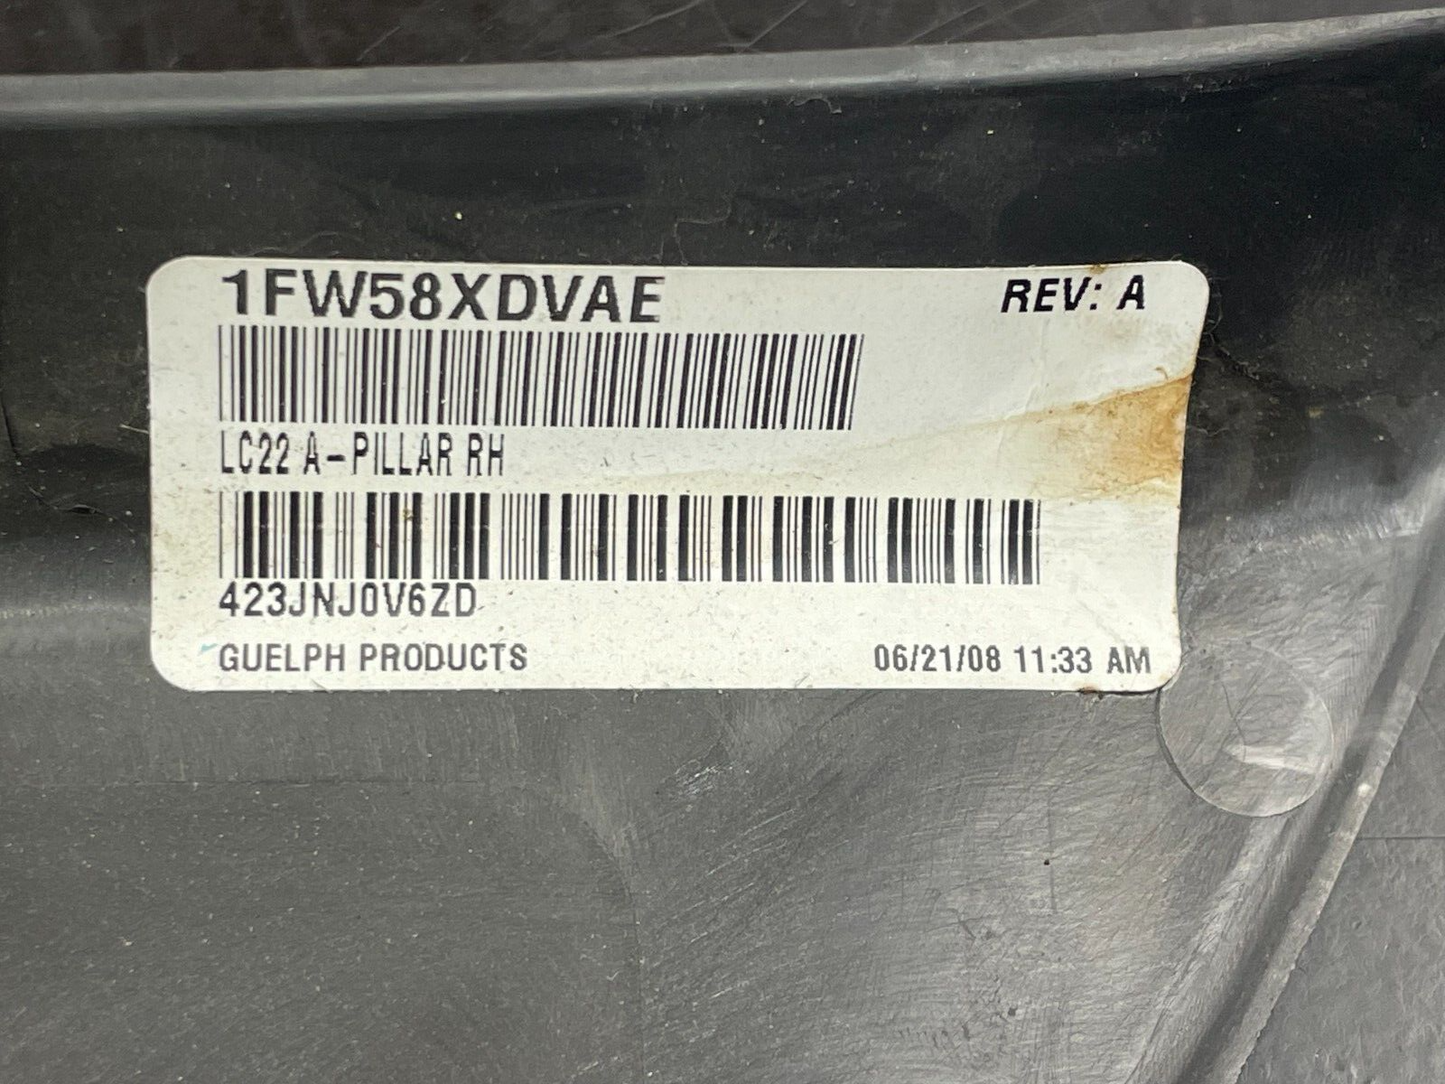 1FW58XDVAE REV: A
LC22 A-PILLAR RH
423JNJ0V6ZD
GUELPH PRODUCTS 06/21/08 11:33 AM